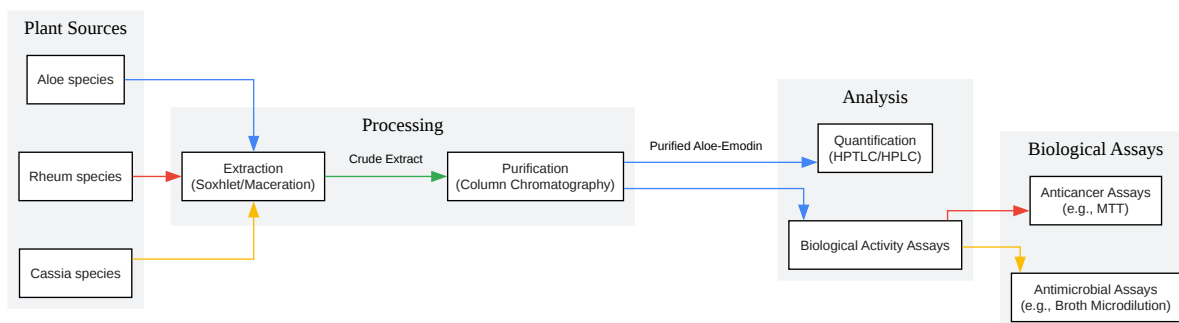 Plant Sources
Aloe species
Rheum species
Cassia species
Processing
Extraction
(Soxhlet/Maceration)
Crude Extract
Purification
(Column Chromatography)
Purified Aloe-Emodin
Analysis
Quantification
(HPTLC/HPLC)
Biological Activity Assays
Biological Assays
Anticancer Assays
(e.g., MTT)
Antimicrobial Assays
(e.g., Broth Microdilution)